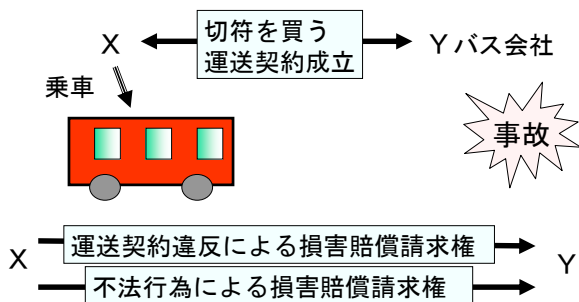 切符を買う
運送契約成立
X
Yバス会社
乗車
事故
運送契約違反による損害賠償請求権
X
Y
不法行為による損害賠償請求権